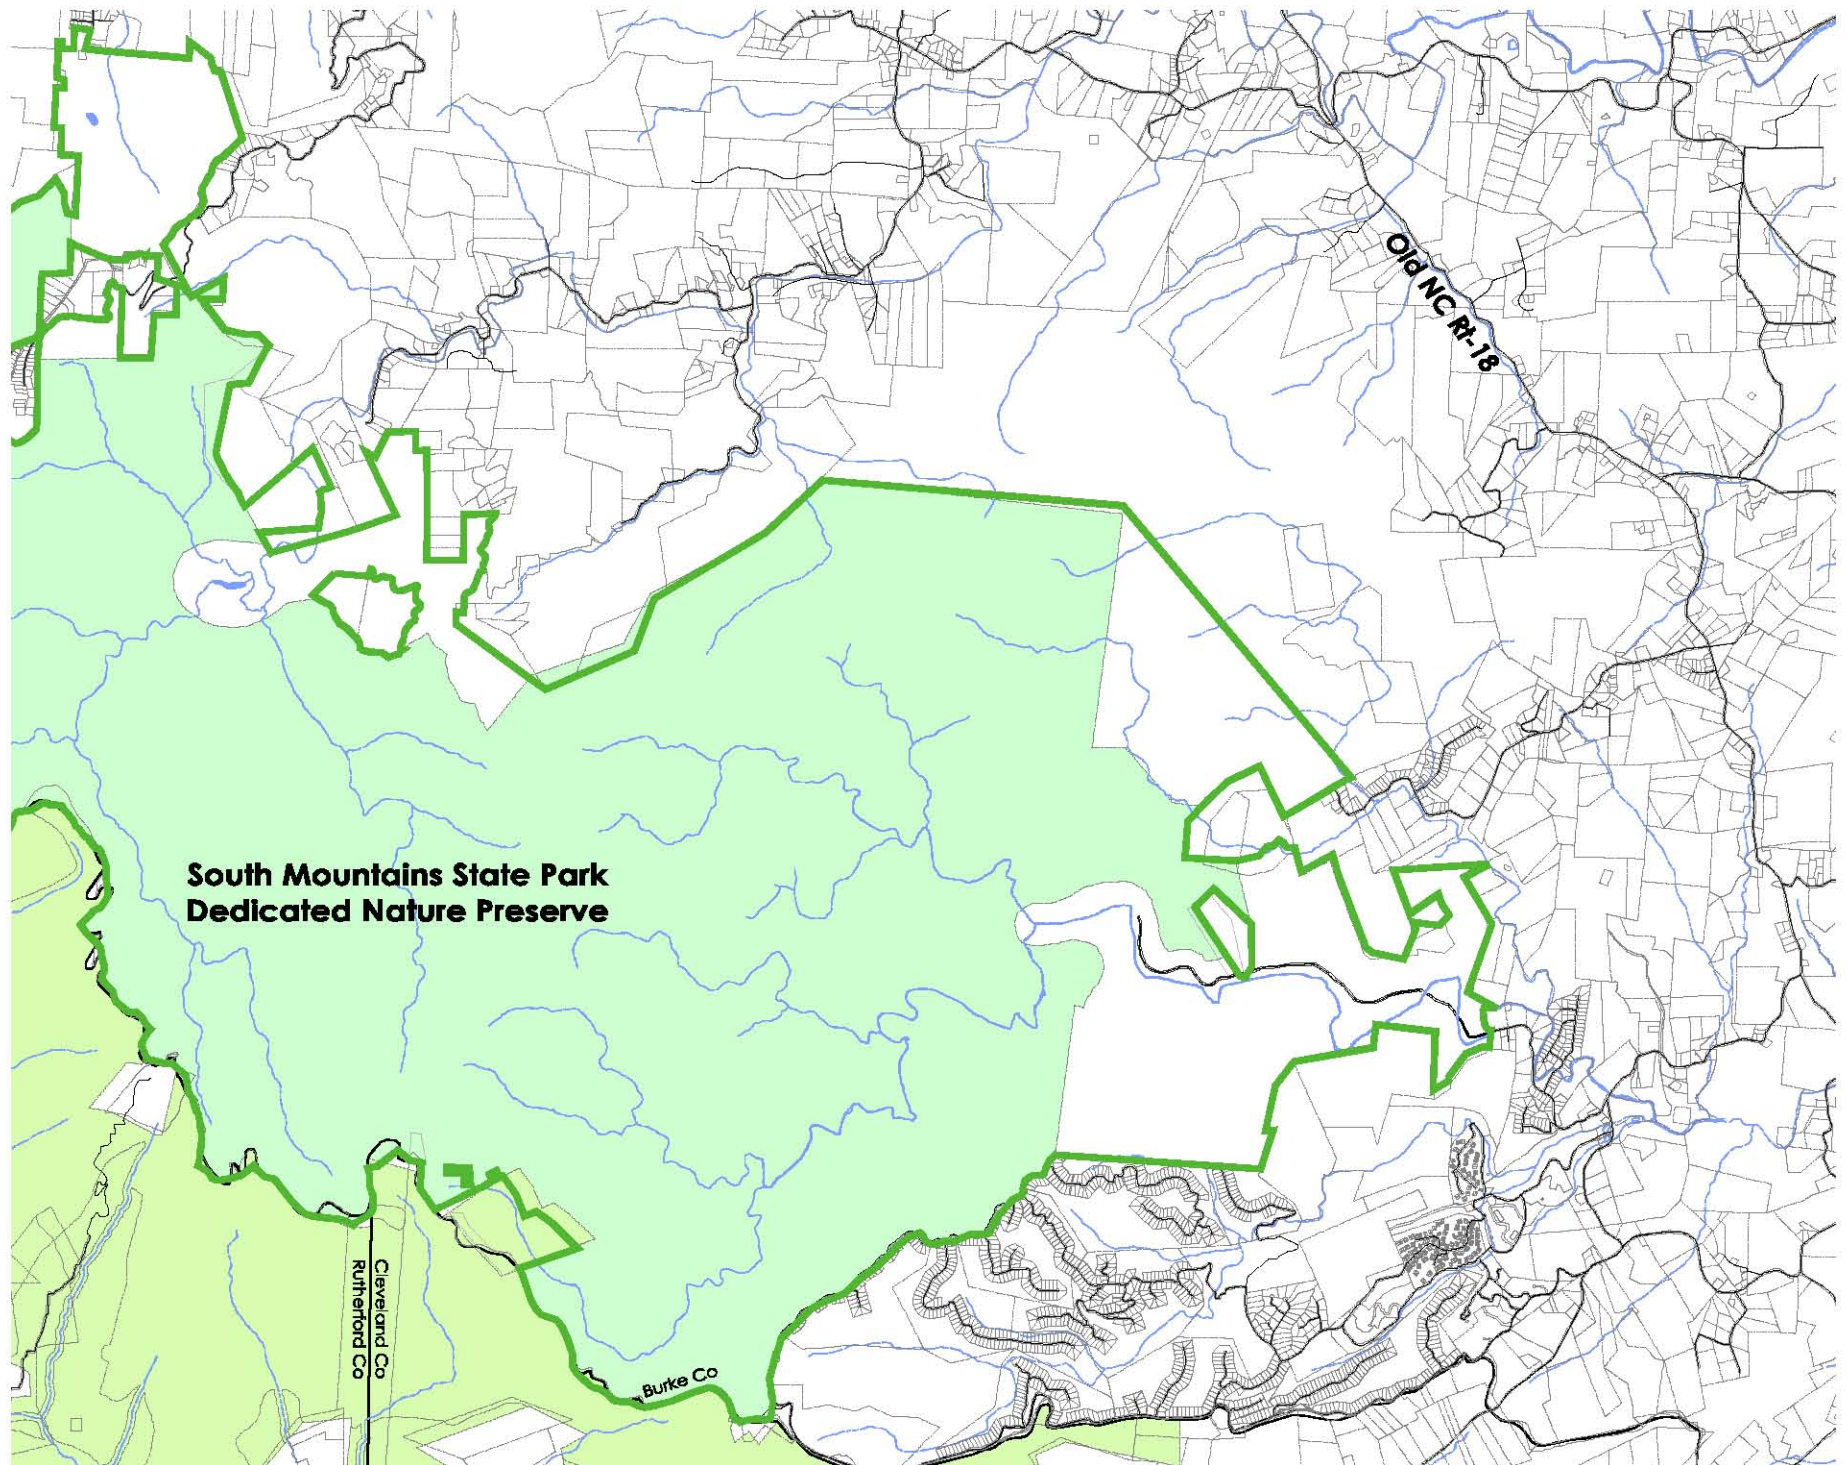 Old NC Rt-18
South Mountains State Park
Dedicated Nature Preserve
Cleveland Co
Rutherford Co
Burke Co